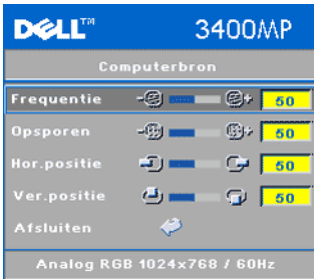 DELL™ 3400MP
Computerbron
Frequentie - + 50
Opsporen - + 50
Hor.positie 50
Ver.positie 50
Afsluiten
Analog RGB 1024x768 / 60Hz